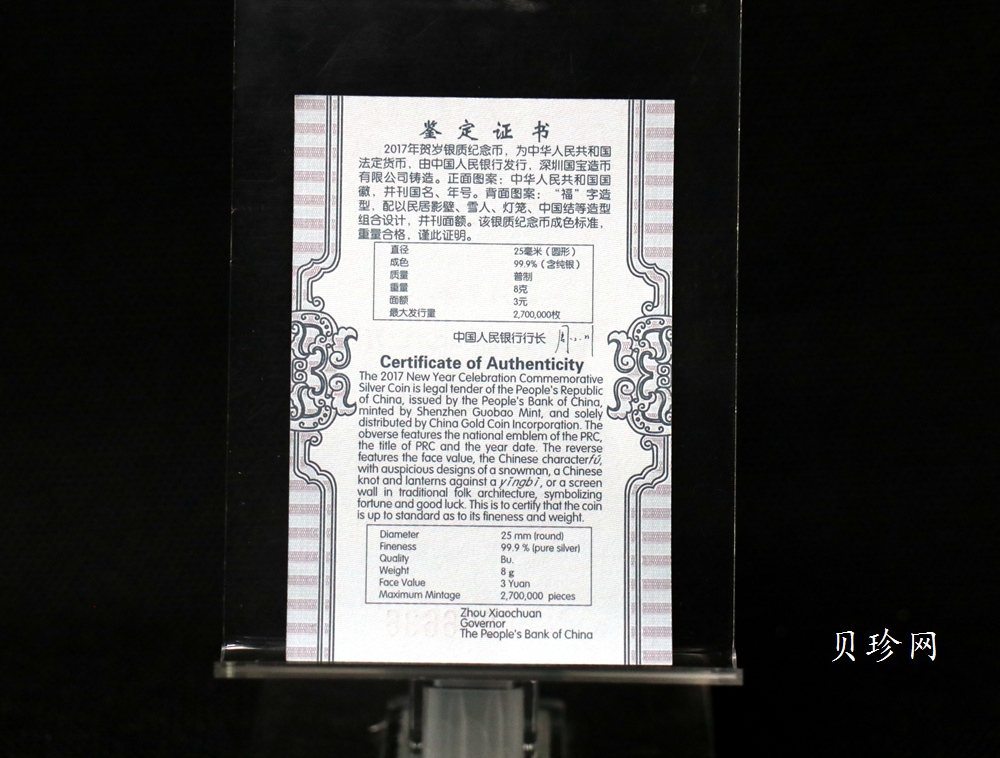 鉴定证书
2017年贺岁银质纪念币，为中华人民共和国
法定货币，由中国人民银行发行，深圳国宝造币
有限公司铸造。正面图案：中华人民共和国国
徽，并刊国名、年号。背面图案：“福”字造
型，配以民居影壁、雪人、灯笼、中国结等造型
组合设计，并刊面额。该银质纪念币成色标准，
重量合格，谨此证明。
直径 25毫米（圆形）
成色 99.9%（含纯银）
质量 普制
重量 8克
面额 3元
最大发行量 2,700,000枚
中国人民银行行长
Certificate of Authenticity
The 2017 New Year Celebration Commemorative
Silver Coin is legal tender of the People's Republic
of China, issued by the People's Bank of China,
minted by Shenzhen Guobao Mint, and solely
distributed by China Gold Coin Incorporation. The
obverse features the national emblem of the PRC,
the title of PRC and the year date. The reverse
features the face value, the Chinese character fú,
with auspicious designs of a snowman, a Chinese
knot and lanterns against a yǐngbì, or a screen
wall in traditional folk architecture, symbolizing
fortune and good luck. This is to certify that the coin
is up to standard as to its fineness and weight.
Diameter 25 mm (round)
Fineness 99.9 % (pure silver)
Quality Bu.
Weight 8 g
Face Value 3 Yuan
Maximum Mintage 2,700,000 pieces
Zhou Xiaochuan
Governor
The People's Bank of China
贝珍网